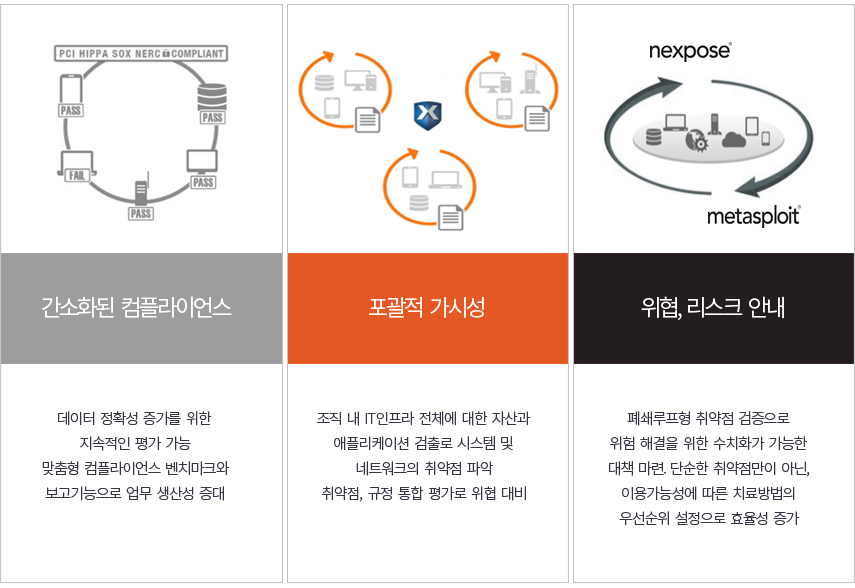 PCI HIPPA SOX NERC COMPLIANT
PASS
PASS
FAIL
PASS
PASS
간소화된 컴플라이언스
데이터 정확성 증가를 위한
지속적인 평가 가능
맞춤형 컴플라이언스 벤치마크와
보고기능으로 업무 생산성 증대
포괄적 가시성
조직 내 IT인프라 전체에 대한 자산과
애플리케이션 검출로 시스템 및
네트워크의 취약점 파악
취약점, 규정 통합 평가로 위협 대비
nexpose®
metasploit®
위협, 리스크 안내
폐쇄루프형 취약점 검증으로
위험 해결을 위한 수치화가 가능한
대책 마련. 단순한 취약점만이 아닌,
이용가능성에 따른 치료방법의
우선순위 설정으로 효율성 증가